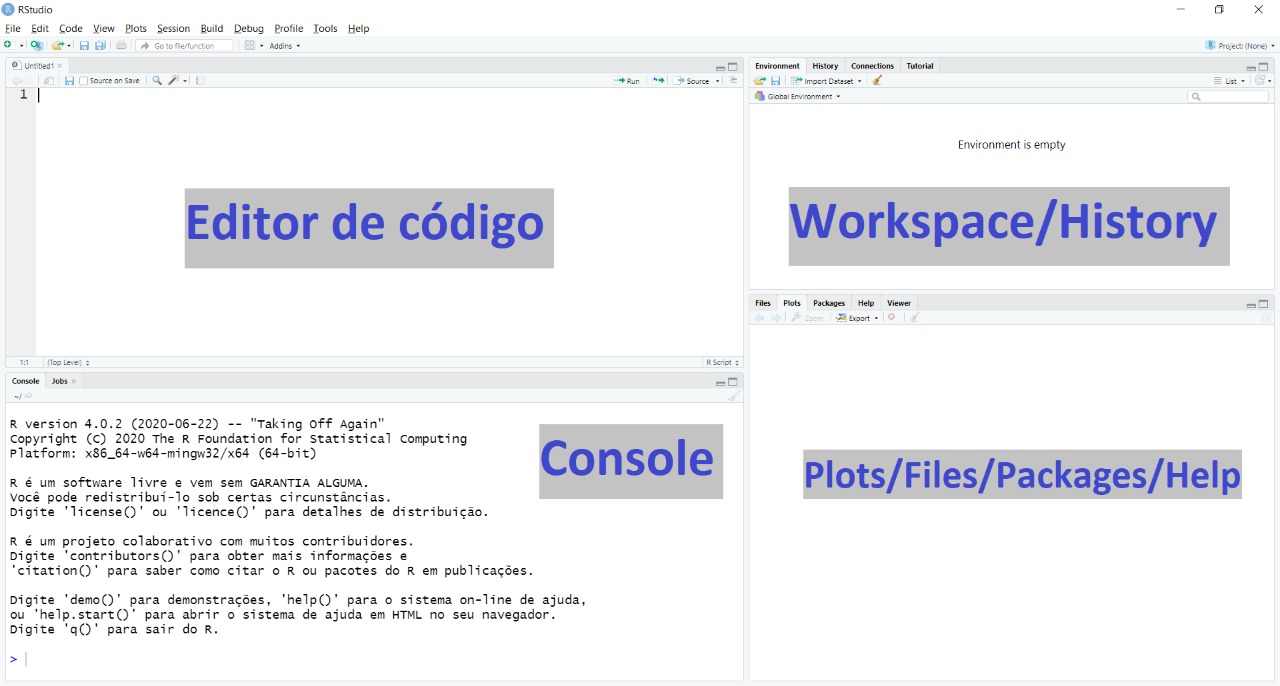 RStudio
File Edit Code View Plots Session Build Debug Profile Tools Help
Go to file/function Addins Project: (None)
Untitled1
Source on Save Run Source
1
Editor de código
1:1 (Top Level) R Script
Environment History Connections Tutorial
Import Dataset List
Global Environment
Environment is empty
Workspace/History
Console Jobs
~/
R version 4.0.2 (2020-06-22) -- "Taking Off Again"
Copyright (C) 2020 The R Foundation for Statistical Computing
Platform: x86_64-w64-mingw32/x64 (64-bit)
R é um software livre e vem sem GARANTIA ALGUMA.
Você pode redistribuí-lo sob certas circunstâncias.
Digite 'license()' ou 'licence()' para detalhes de distribuição.
R é um projeto colaborativo com muitos contribuidores.
Digite 'contributors()' para obter mais informações e
'citation()' para saber como citar o R ou pacotes do R em publicações.
Digite 'demo()' para demonstrações, 'help()' para o sistema on-line de ajuda,
ou 'help.start()' para abrir o sistema de ajuda em HTML no seu navegador.
Digite 'q()' para sair do R.
>
Console
Files Plots Packages Help Viewer
Zoom Export
Plots/Files/Packages/Help